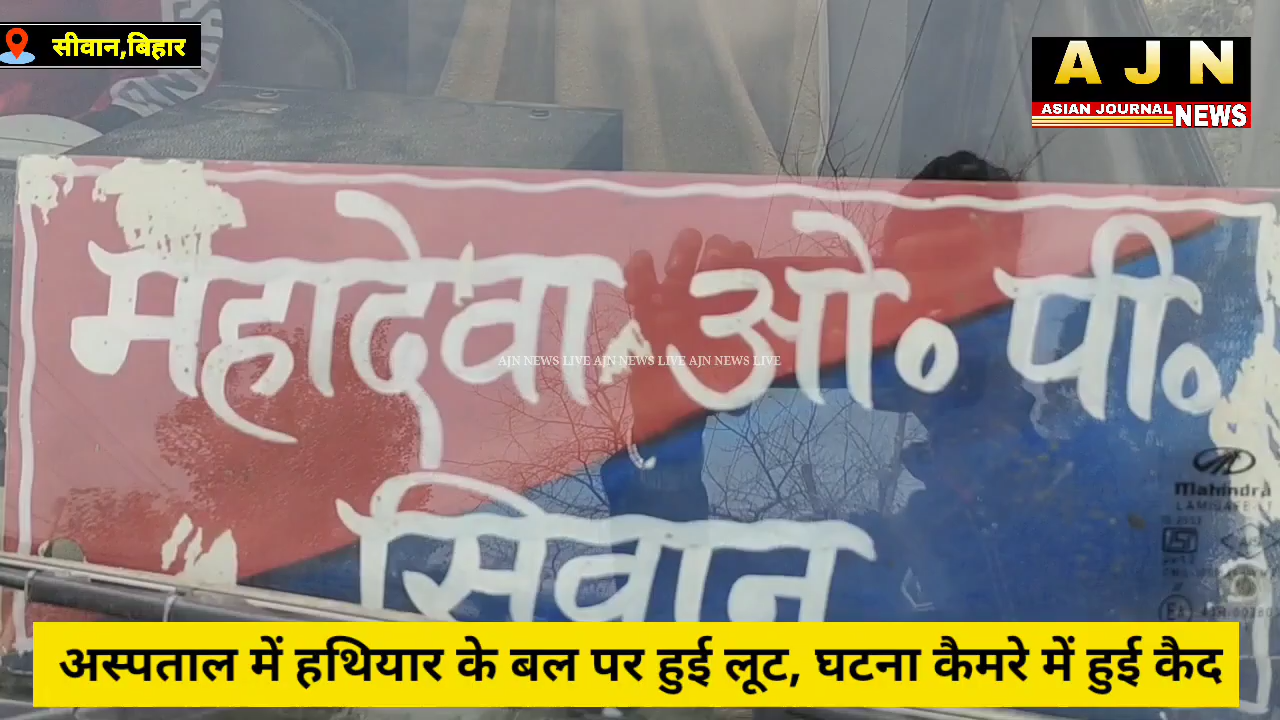 सीवान,बिहार
A J N
ASIAN JOURNAL NEWS
महादेवा ओ॰ पी॰
AJN NEWS LIVE AJN NEWS LIVE AJN NEWS LIVE
सिवान
Mahindra
अस्पताल में हथियार के बल पर हुई लूट, घटना कैमरे में हुई कैद